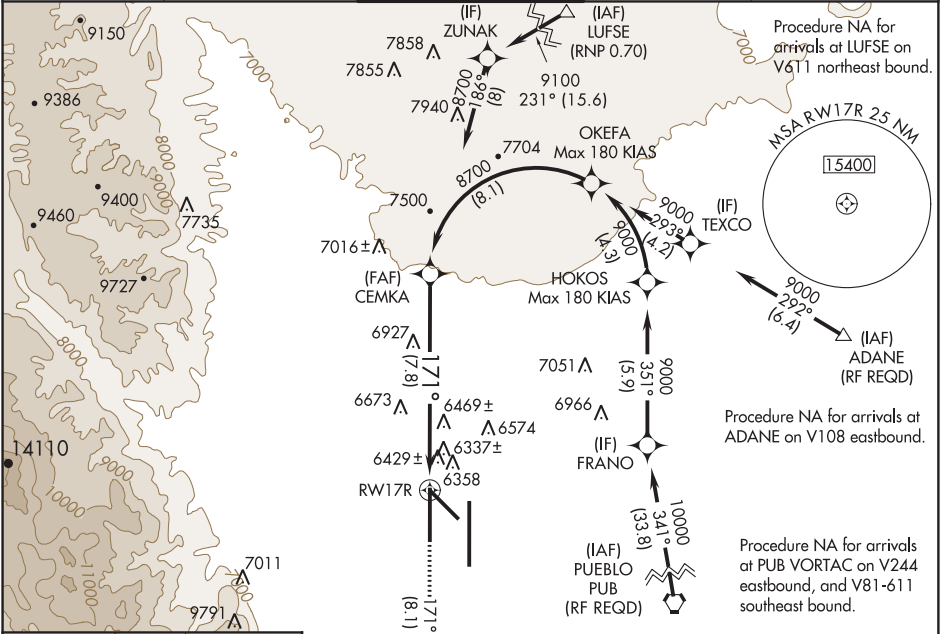 9150
7000
(IF)
ZUNAK
(IAF)
LUFSE
(RNP 0.70)
Procedure NA for
arrivals at LUFSE on
V611 northeast bound.
7858
7855
7940
8700
186°
(8)
9100
231° (15.6)
7000
9386
8000
OKEFA
Max 180 KIAS
7704
8700
(8.1)
MSA RW17R 25 NM
15400
9400
9460
7735
7500
9000
293°
(4.2)
(IF)
TEXCO
9000
(4.3)
7016±
9727
(FAF)
CEMKA
HOKOS
Max 180 KIAS
9000
292°
(6.4)
(IAF)
ADANE
(RF REQD)
8000
6927
171°
(7.8)
7051
9000
351°
(5.9)
6673
6469±
6574
6966
Procedure NA for arrivals at
ADANE on V108 eastbound.
14110
9000
6337±
6429±
6358
(IF)
FRANO
RW17R
10000
10000
341°
(33.8)
(IAF)
PUEBLO
PUB
(RF REQD)
Procedure NA for arrivals
at PUB VORTAC on V244
eastbound, and V81-611
southeast bound.
11000
7011
7000
9791
171°
(8.1)